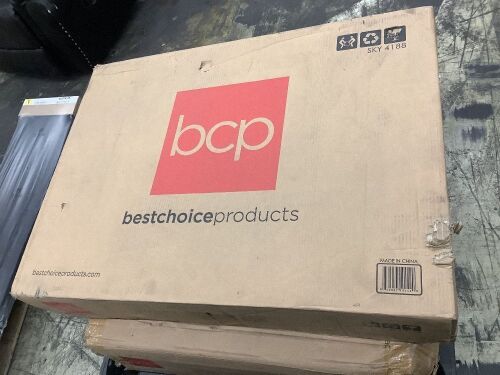 SKY 4188
bcp
bestchoiceproducts
MADE IN CHINA
bestchoiceproducts.com